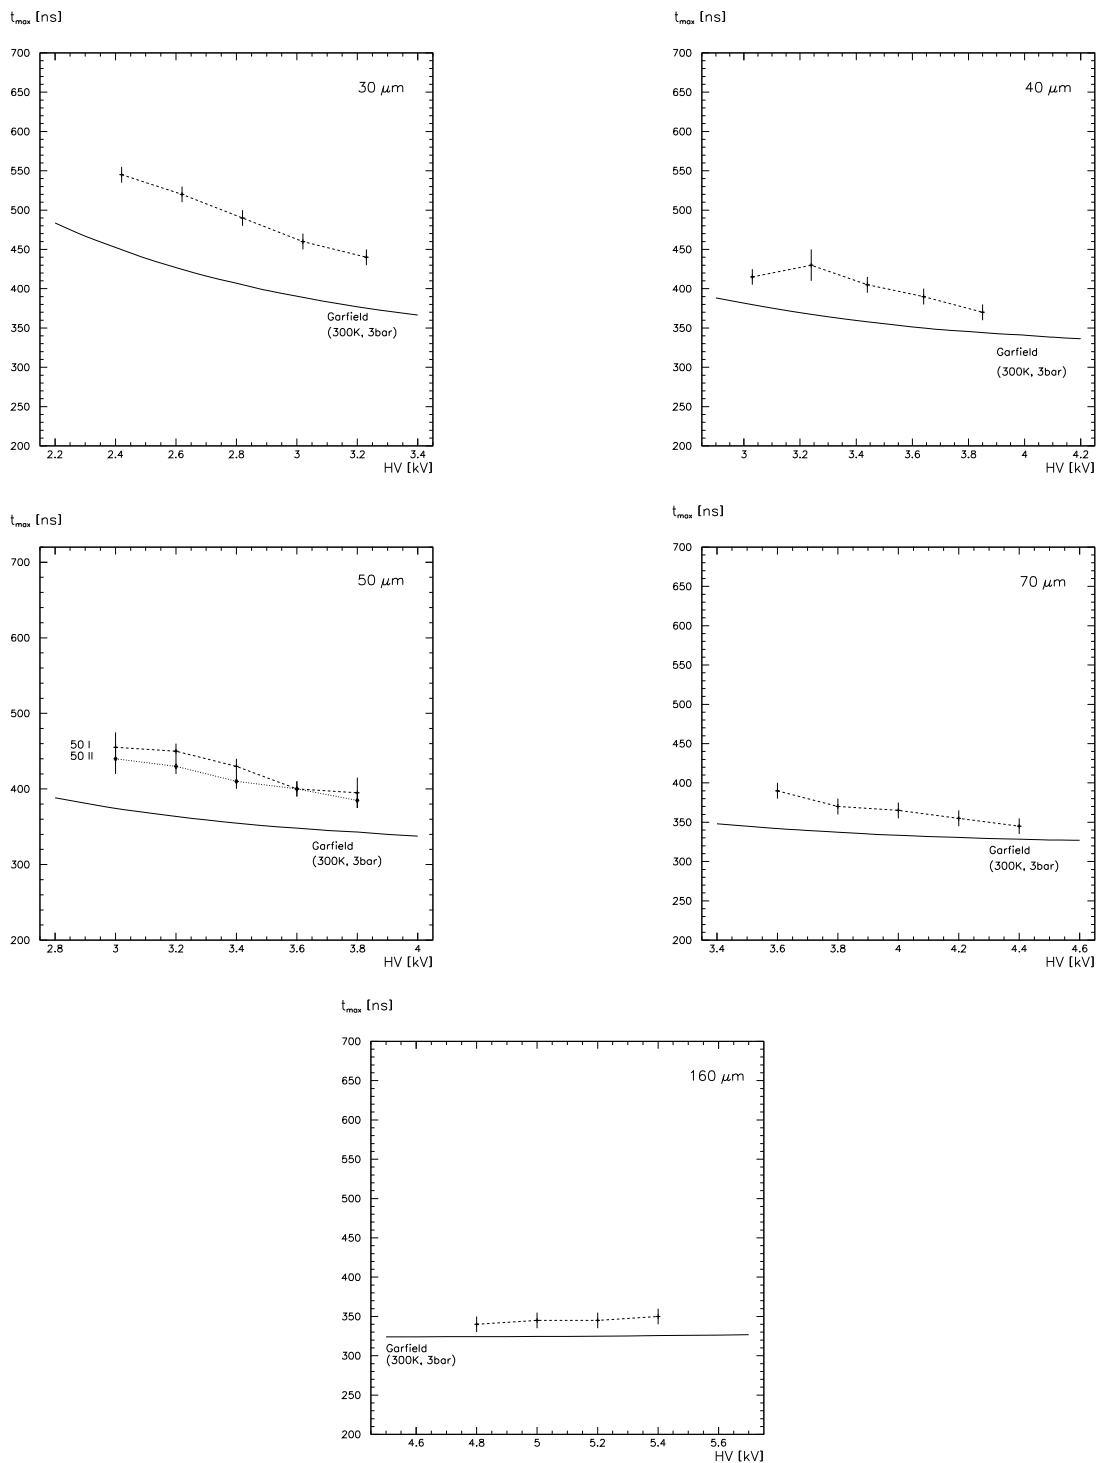 t_max [ns]
30 μm
700
650
600
550
500
450
400
350
300
250
200
Garfield
(300K, 3bar)
2.2 2.4 2.6 2.8 3 3.2 3.4
HV [kV]
t_max [ns]
40 μm
700
650
600
550
500
450
400
350
300
250
200
Garfield
(300K, 3bar)
3 3.2 3.4 3.6 3.8 4 4.2
HV [kV]
t_max [ns]
50 μm
700
600
500
400
300
200
50 I
50 II
Garfield
(300K, 3bar)
2.8 3 3.2 3.4 3.6 3.8 4
HV [kV]
t_max [ns]
70 μm
700
650
600
550
500
450
400
350
300
250
200
Garfield
(300K, 3bar)
3.4 3.6 3.8 4 4.2 4.4 4.6
HV [kV]
t_max [ns]
160 μm
700
650
600
550
500
450
400
350
300
250
200
Garfield
(300K, 3bar)
4.6 4.8 5 5.2 5.4 5.6
HV [kV]